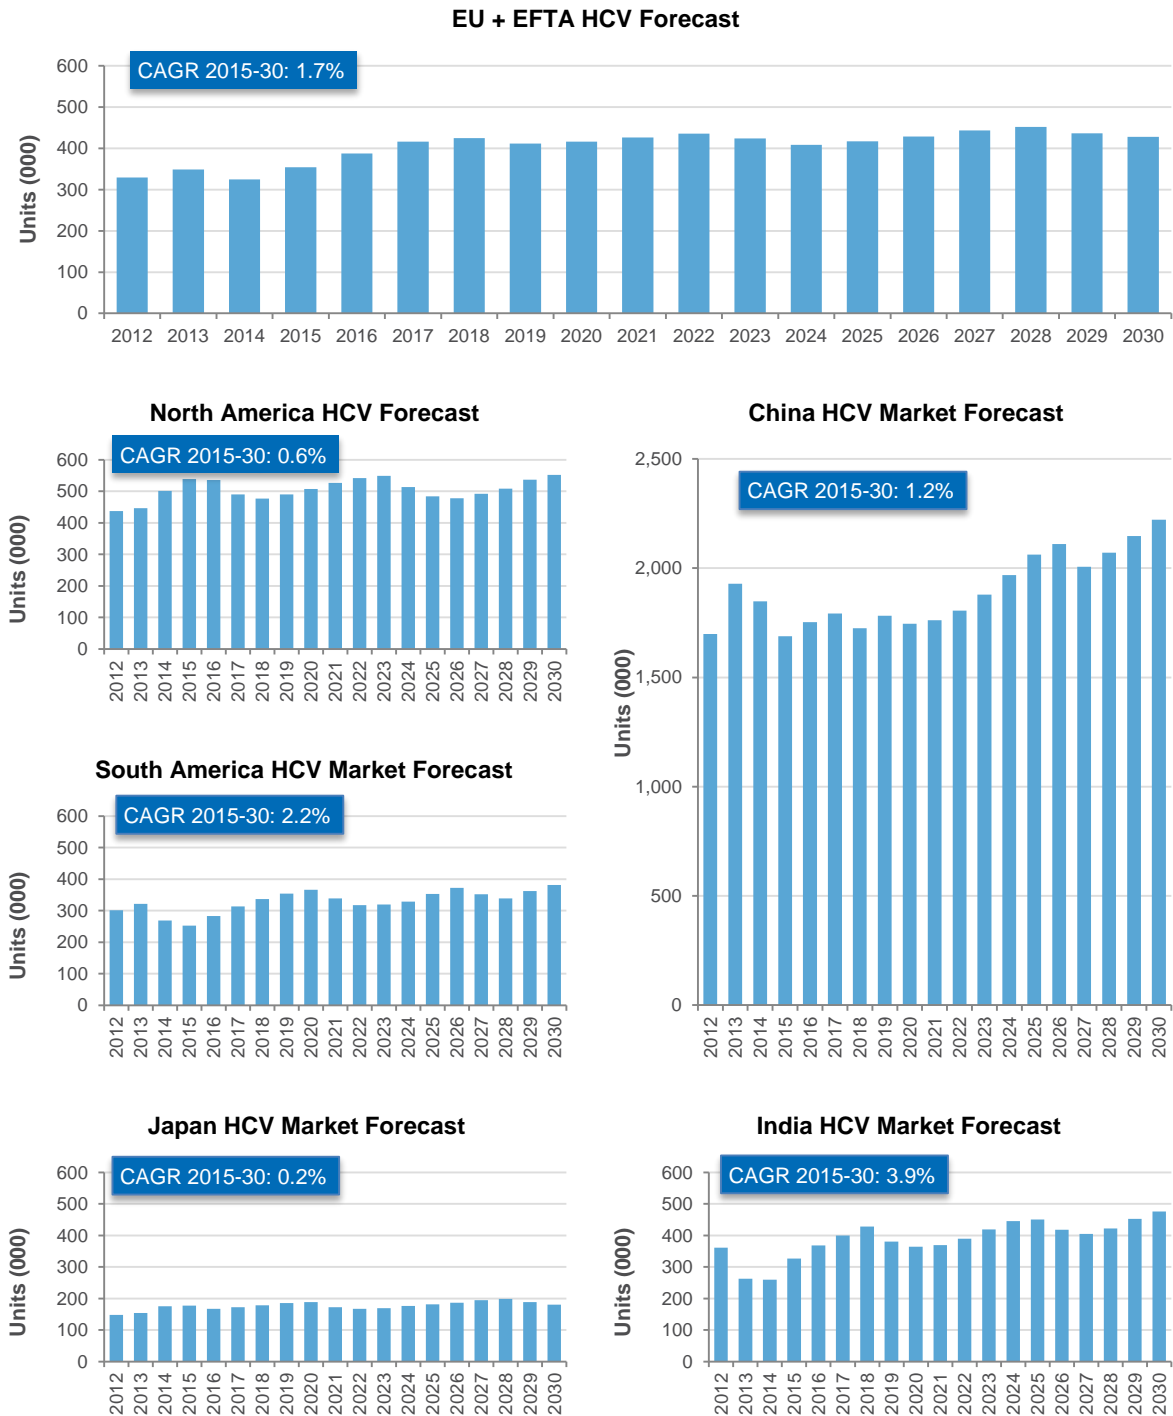 EU + EFTA HCV Forecast
CAGR 2015-30: 1.7%
Units (000)
600
500
400
300
200
100
0
2012 2013 2014 2015 2016 2017 2018 2019 2020 2021 2022 2023 2024 2025 2026 2027 2028 2029 2030
North America HCV Forecast
CAGR 2015-30: 0.6%
Units (000)
600
500
400
300
200
100
0
2012 2013 2014 2015 2016 2017 2018 2019 2020 2021 2022 2023 2024 2025 2026 2027 2028 2029 2030
China HCV Market Forecast
CAGR 2015-30: 1.2%
Units (000)
2,500
2,000
1,500
1,000
500
0
2012 2013 2014 2015 2016 2017 2018 2019 2020 2021 2022 2023 2024 2025 2026 2027 2028 2029 2030
South America HCV Market Forecast
CAGR 2015-30: 2.2%
Units (000)
600
500
400
300
200
100
0
2012 2013 2014 2015 2016 2017 2018 2019 2020 2021 2022 2023 2024 2025 2026 2027 2028 2029 2030
Japan HCV Market Forecast
CAGR 2015-30: 0.2%
Units (000)
600
500
400
300
200
100
0
2012 2013 2014 2015 2016 2017 2018 2019 2020 2021 2022 2023 2024 2025 2026 2027 2028 2029 2030
India HCV Market Forecast
CAGR 2015-30: 3.9%
Units (000)
600
500
400
300
200
100
0
2012 2013 2014 2015 2016 2017 2018 2019 2020 2021 2022 2023 2024 2025 2026 2027 2028 2029 2030